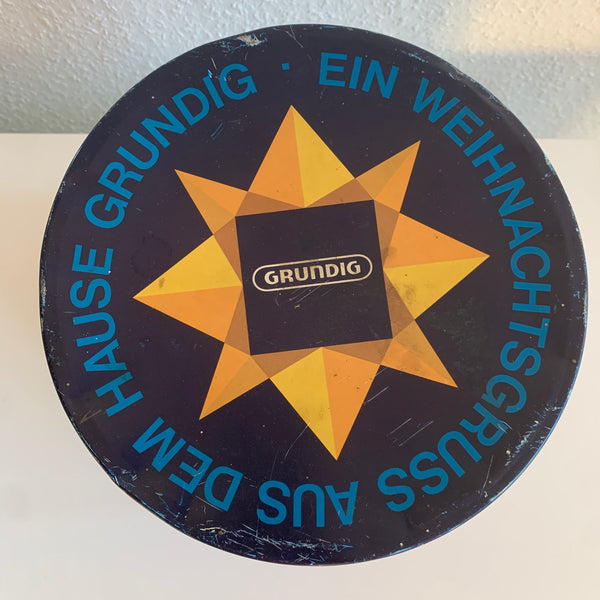 EIN WEIHNACHTSGRUSS AUS DEM HAUSE GRUNDIG ·
GRUNDIG